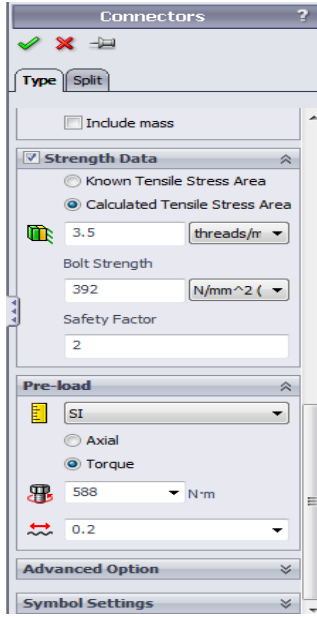 Connectors ?
Type Split
Include mass
Strength Data
Known Tensile Stress Area
Calculated Tensile Stress Area
3.5 threads/m
Bolt Strength
392 N/mm^2 (
Safety Factor
2
Pre-load
SI
Axial
Torque
588 N·m
0.2
Advanced Option
Symbol Settings